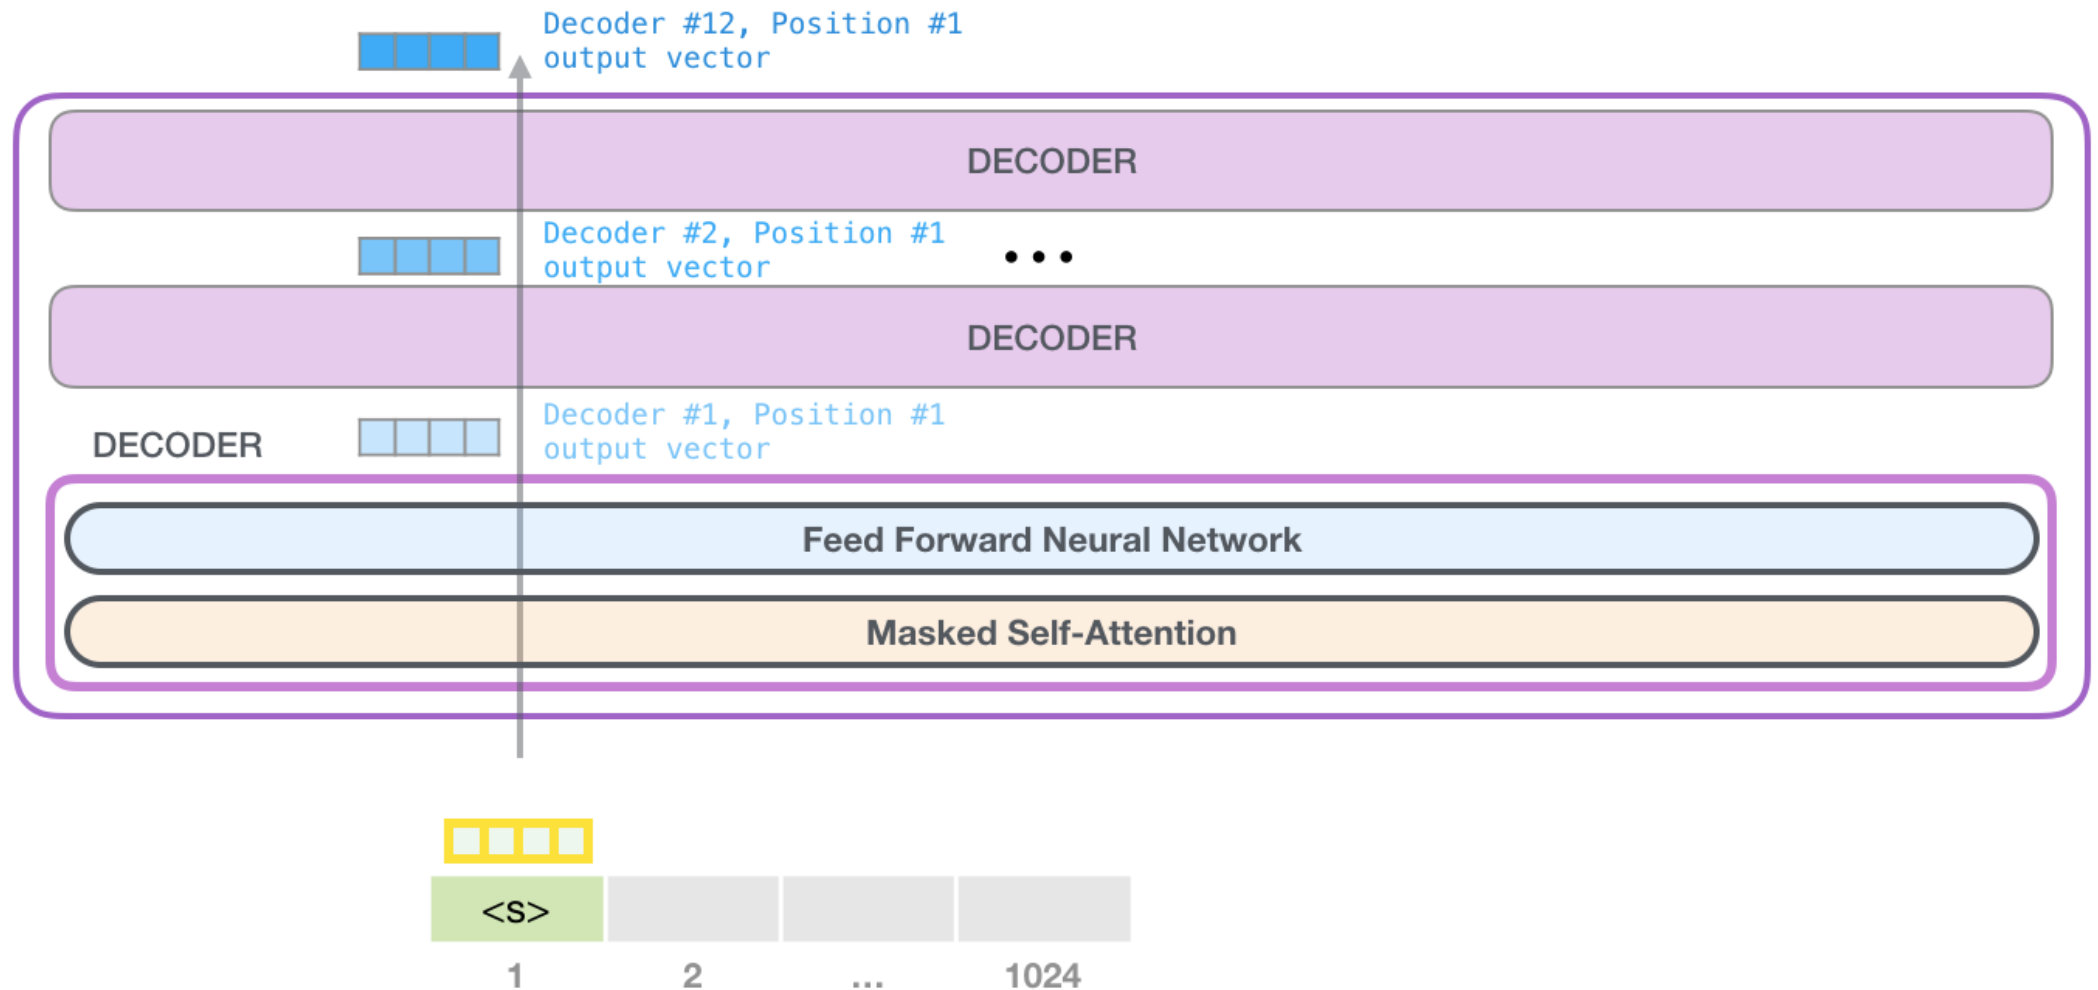 Decoder #12, Position #1
output vector
DECODER
Decoder #2, Position #1
output vector
...
DECODER
Decoder #1, Position #1
output vector
DECODER
Feed Forward Neural Network
Masked Self-Attention
<s>
1 2 ... 1024